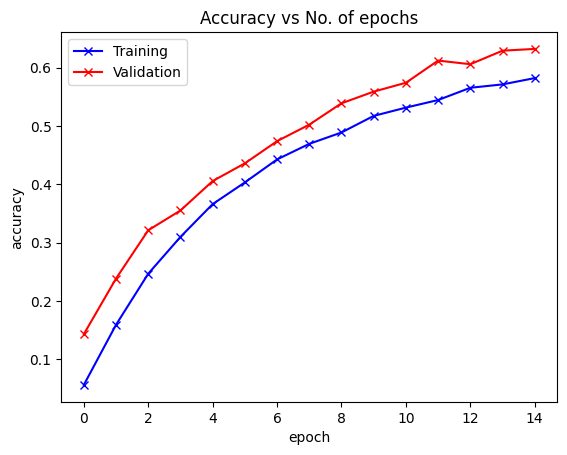 Accuracy vs No. of epochs
Training
Validation
accuracy
0.6
0.5
0.4
0.3
0.2
0.1
0 2 4 6 8 10 12 14
epoch